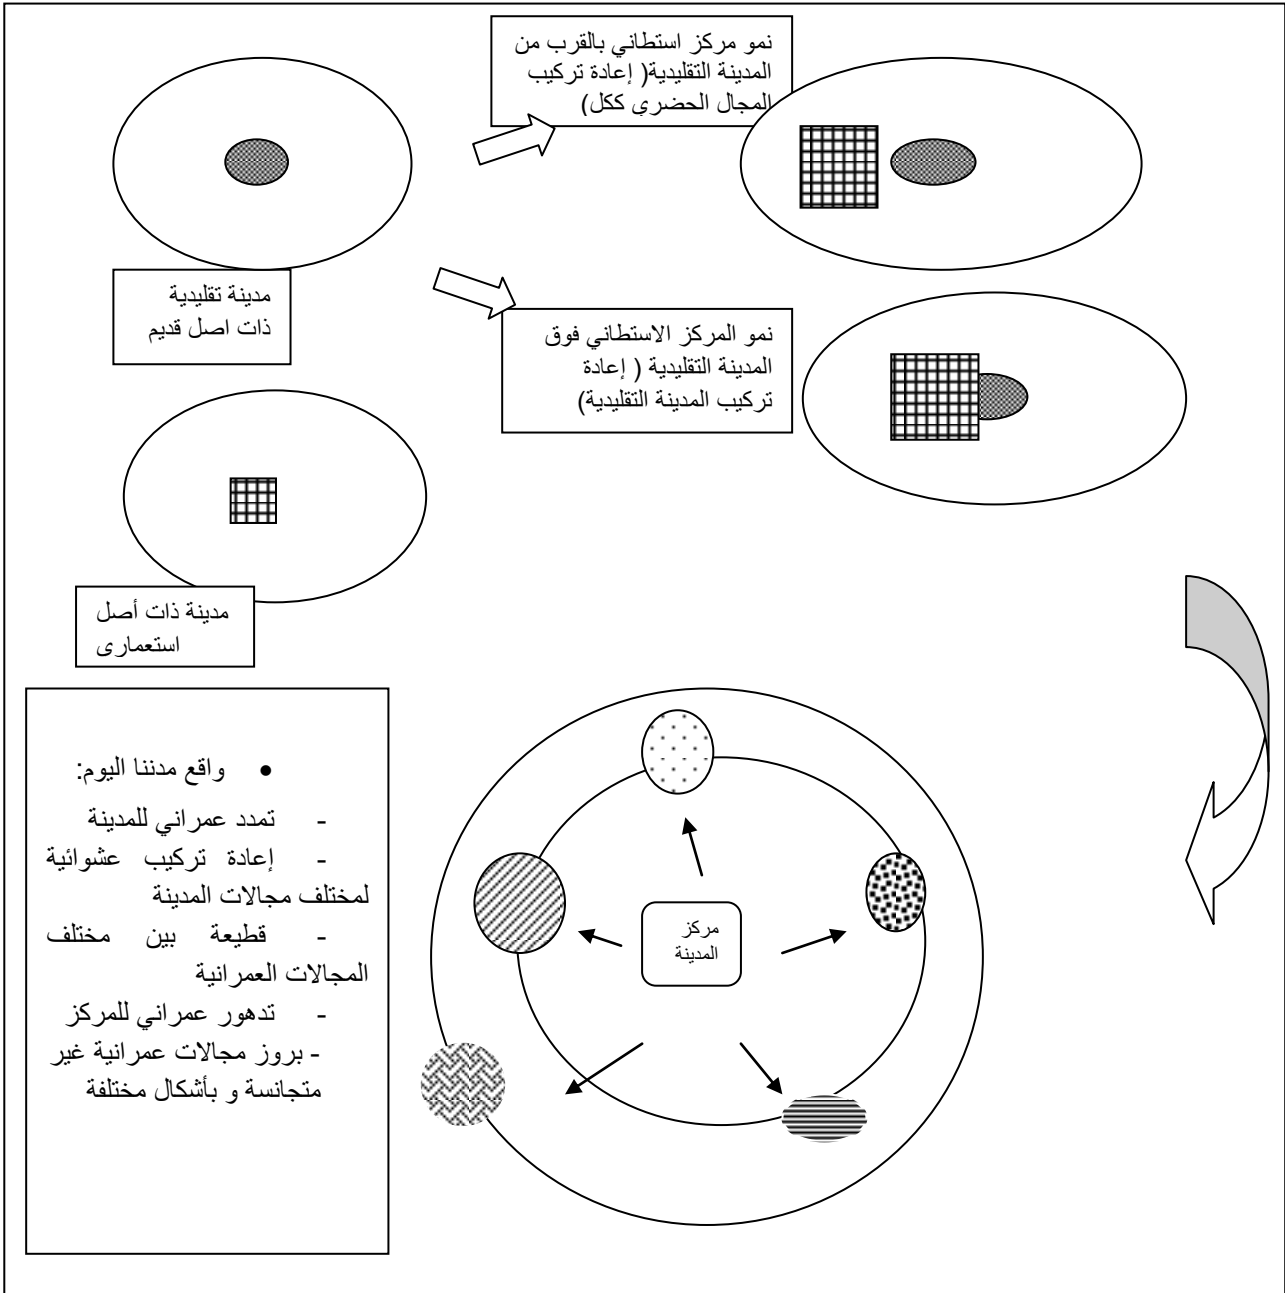 نمو مركز استطاني بالقرب من
المدينة التقليدية( إعادة تركيب
المجال الحضري ككل)
مدينة تقليدية
ذات اصل قديم
نمو المركز الاستطاني فوق
المدينة التقليدية ( إعادة
تركيب المدينة التقليدية)
مدينة ذات أصل
استعماري
• واقع مدننا اليوم:
- تمدد عمراني للمدينة
- إعادة تركيب عشوائية
لمختلف مجالات المدينة
- قطيعة بين مختلف
المجالات العمرانية
- تدهور عمراني للمركز
- بروز مجالات عمرانية غير
متجانسة و بأشكال مختلفة
مركز
المدينة